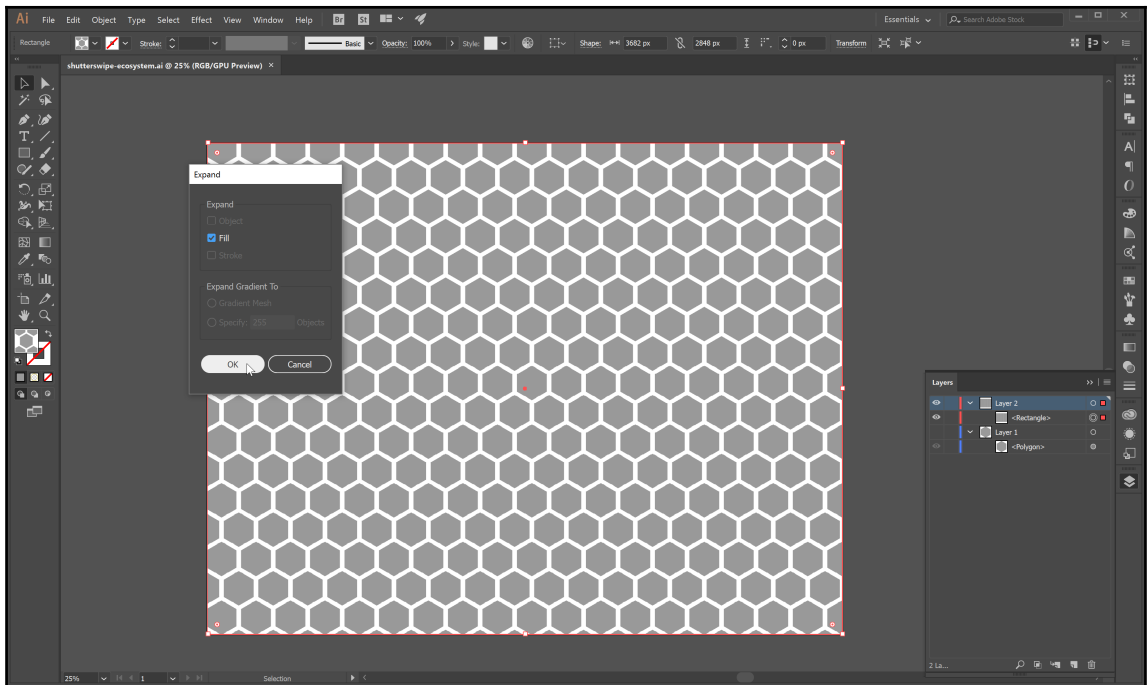 Ai File Edit Object Type Select Effect View Window Help Br St Essentials Search Adobe Stock
Rectangle Stroke: Basic Opacity: 100% Style: Shape: 3682 px 2848 px 0 px Transform
shutterswipe-ecosystem.ai @ 25% (RGB/GPU Preview) ×
Expand
Expand
Object
Fill
Stroke
Expand Gradient To
Gradient Mesh
Specify: 255 Objects
OK Cancel
Layers
Layer 2
<Rectangle>
Layer 1
<Polygon>
2 La...
25% 1 Selection